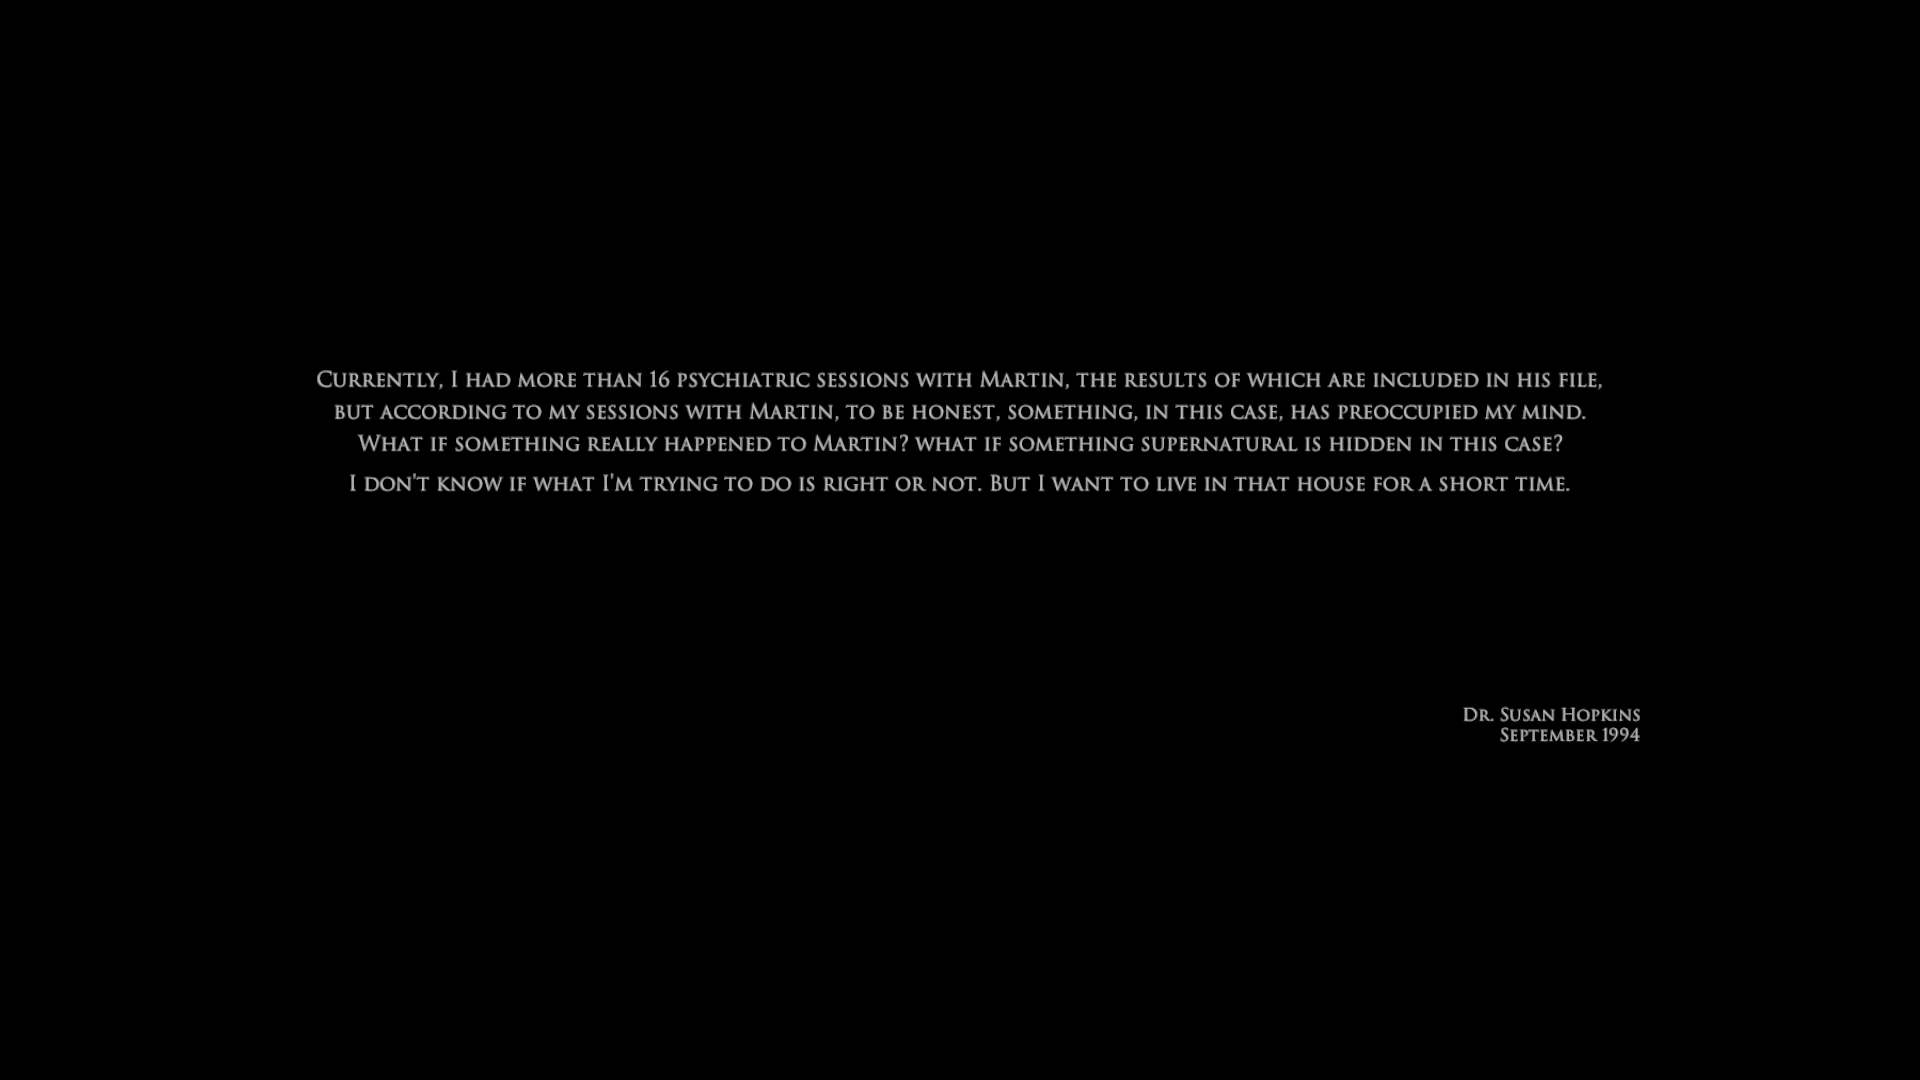 Currently, I had more than 16 psychiatric sessions with Martin, the results of which are included in his file,
but according to my sessions with Martin, to be honest, something, in this case, has preoccupied my mind.
What if something really happened to Martin? what if something supernatural is hidden in this case?
I don't know if what I'm trying to do is right or not. But I want to live in that house for a short time.
Dr. Susan Hopkins
September 1994